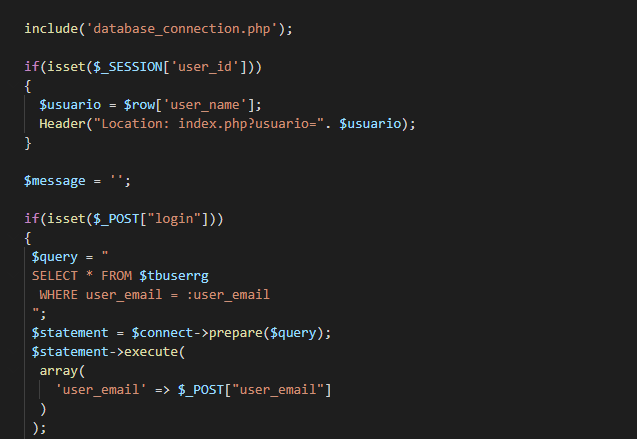 include('database_connection.php');
if(isset($_SESSION['user_id']))
{
$usuario = $row['user_name'];
Header("Location: index.php?usuario=". $usuario);
}
$message = '';
if(isset($_POST["login"]))
{
$query = "
SELECT * FROM $tbuserrg
WHERE user_email = :user_email
";
$statement = $connect->prepare($query);
$statement->execute(
array(
'user_email' => $_POST["user_email"]
)
);